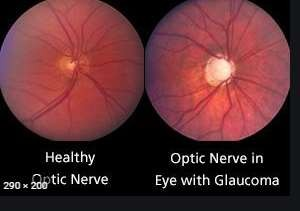 Healthy
Optic Nerve
Optic Nerve in
Eye with Glaucoma
290 × 200